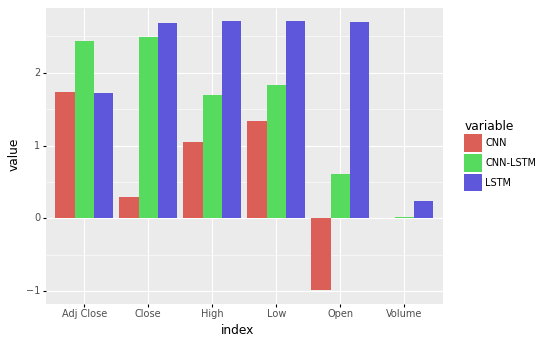 value
2
1
0
−1
Adj Close Close High Low Open Volume
index
variable
CNN
CNN-LSTM
LSTM